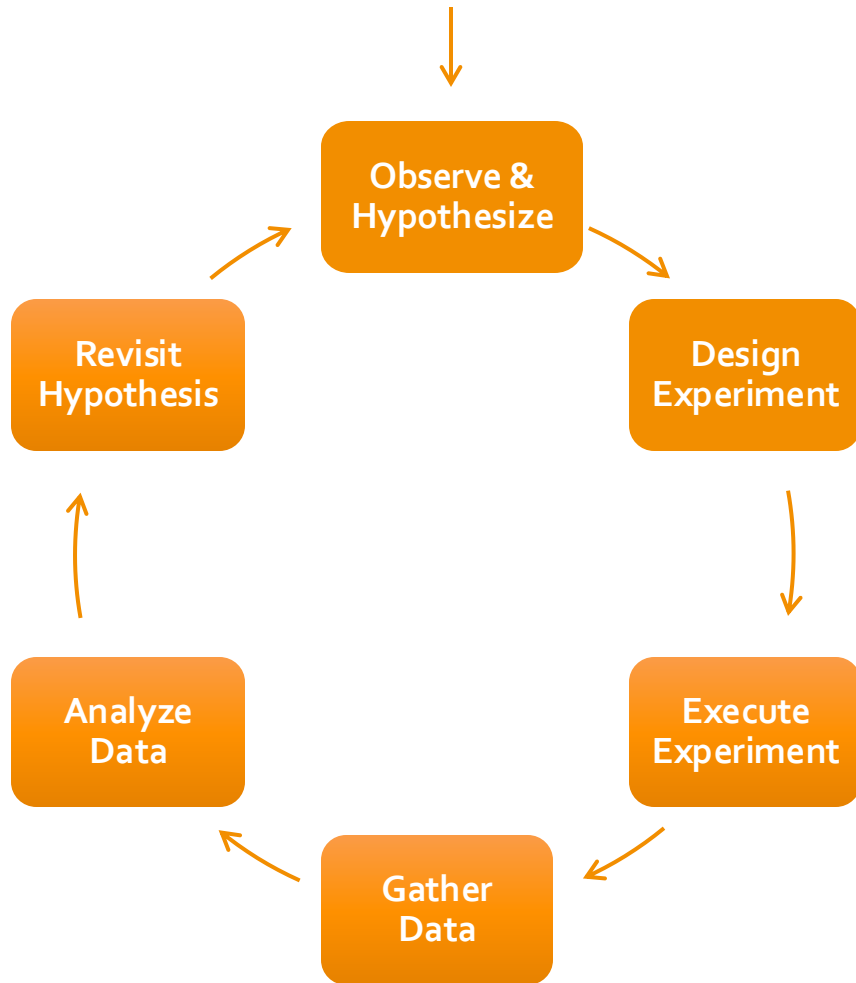 Observe &
Hypothesize
Design
Experiment
Execute
Experiment
Gather
Data
Analyze
Data
Revisit
Hypothesis